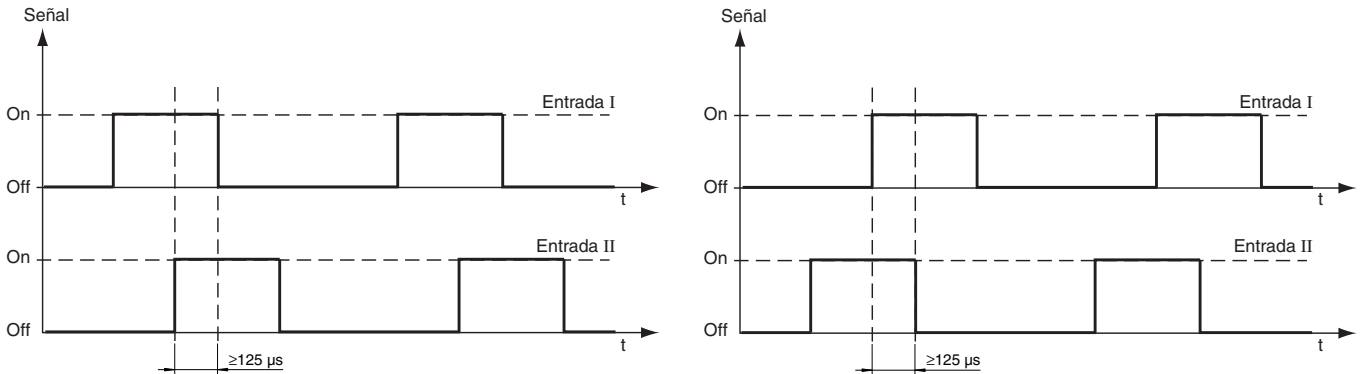 Señal
On
Entrada I
Off
t
On
Entrada II
Off
t
≥125 µs
Señal
On
Entrada I
Off
t
On
Entrada II
Off
t
≥125 µs